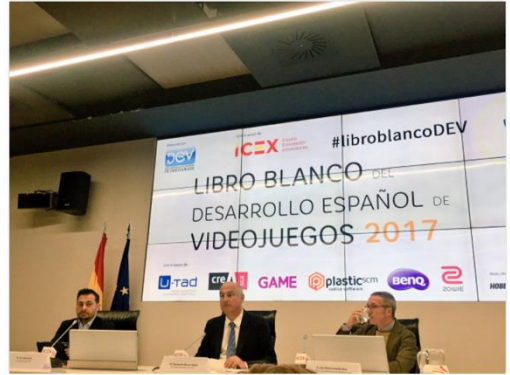 DEV
ICEX
#libroblancoDEV
LIBRO BLANCO DEL
DESARROLLO ESPAÑOL DE
VIDEOJUEGOS 2017
U-tad
GAME
plasticscm
BenQ
ZOWIE